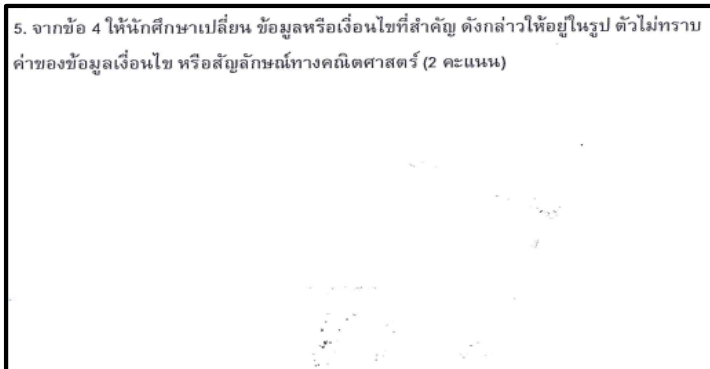 5. จากข้อ 4 ให้นักศึกษาเปลี่ยน ข้อมูลหรือเงื่อนไขที่สำคัญ ดังกล่าวให้อยู่ในรูป ตัวไม่ทราบ
ค่าของข้อมูลเงื่อนไข หรือสัญลักษณ์ทางคณิตศาสตร์ (2 คะแนน)